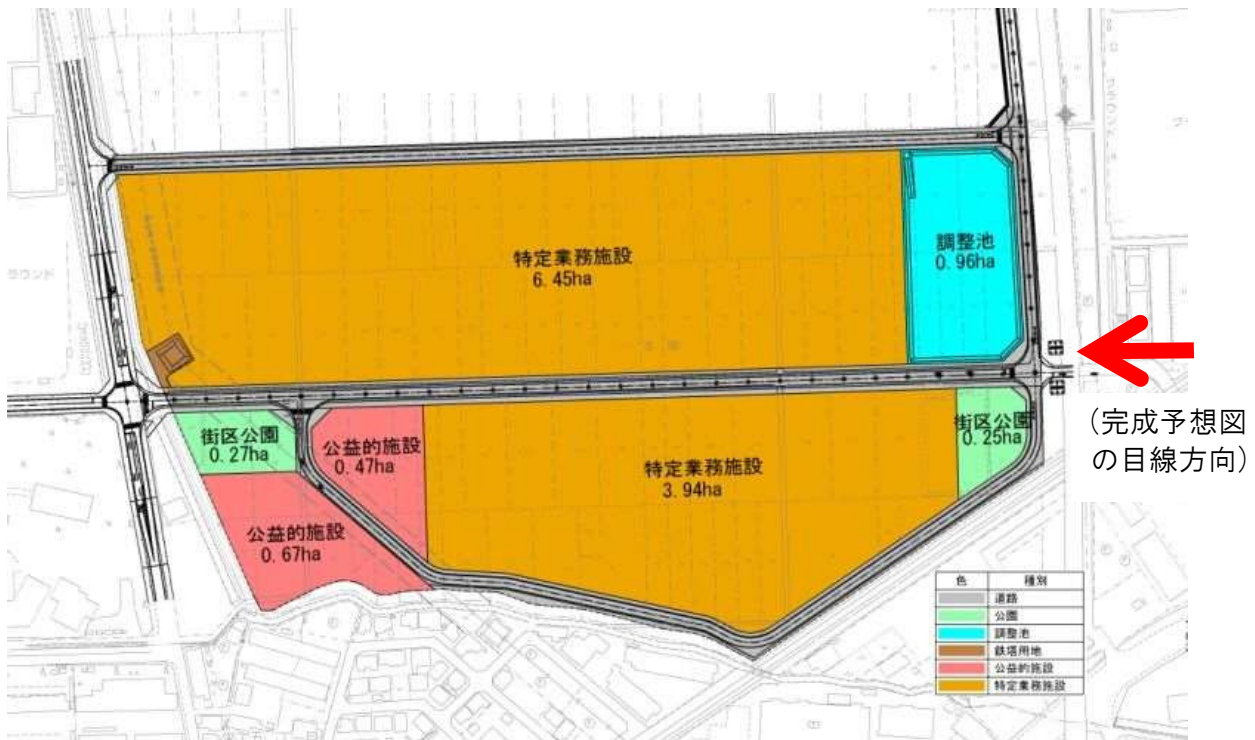 特定業務施設
6.45ha
調整池
0.96ha
(完成予想図
の目線方向)
街区公園
0.27ha
公益的施設
0.47ha
特定業務施設
3.94ha
街区公園
0.25ha
公益的施設
0.67ha
色 種別
道路
公園
調整池
鉄塔用地
公益的施設
特定業務施設